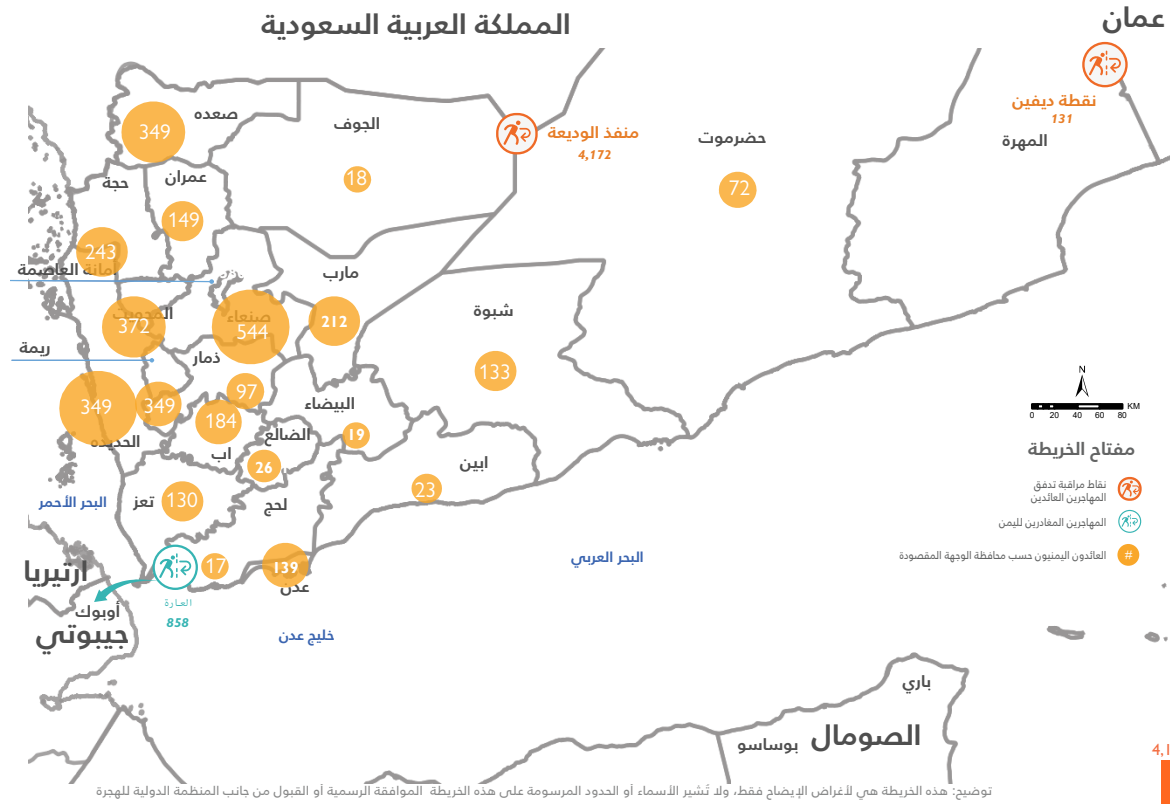 المملكة العربية السعودية
عمان
نقطة ديفين
131
منفذ الوديعة
4,172
صعده
349
الجوف
18
حضرموت
72
المهرة
حجة
عمران
149
243
أمانة العاصمة
مارب
المحويت
372
صنعاء
544
212
شبوة
133
ريمة
ذمار
97
349
349
الحديده
184
اب
البيضاء
19
الضالع
26
ابين
23
تعز
130
لحج
البحر الأحمر
17
139
عدن
البحر العربي
خليج عدن
ارتيريا
أوبوك
جيبوتي
العارة
858
N
0 20 40 60 80 KM
مفتاح الخريطة
نقاط مراقبة تدفق
المهاجرين العائدين
المهاجرين المغادرين لليمن
# العائدون اليمنيون حسب محافظة الوجهة المقصودة
باري
الصومال
بوساسو
توضيح: هذه الخريطة هي لأغراض الإيضاح فقط، ولا تُشير الأسماء أو الحدود المرسومة على هذه الخريطة الموافقة الرسمية أو القبول من جانب المنظمة الدولية للهجرة